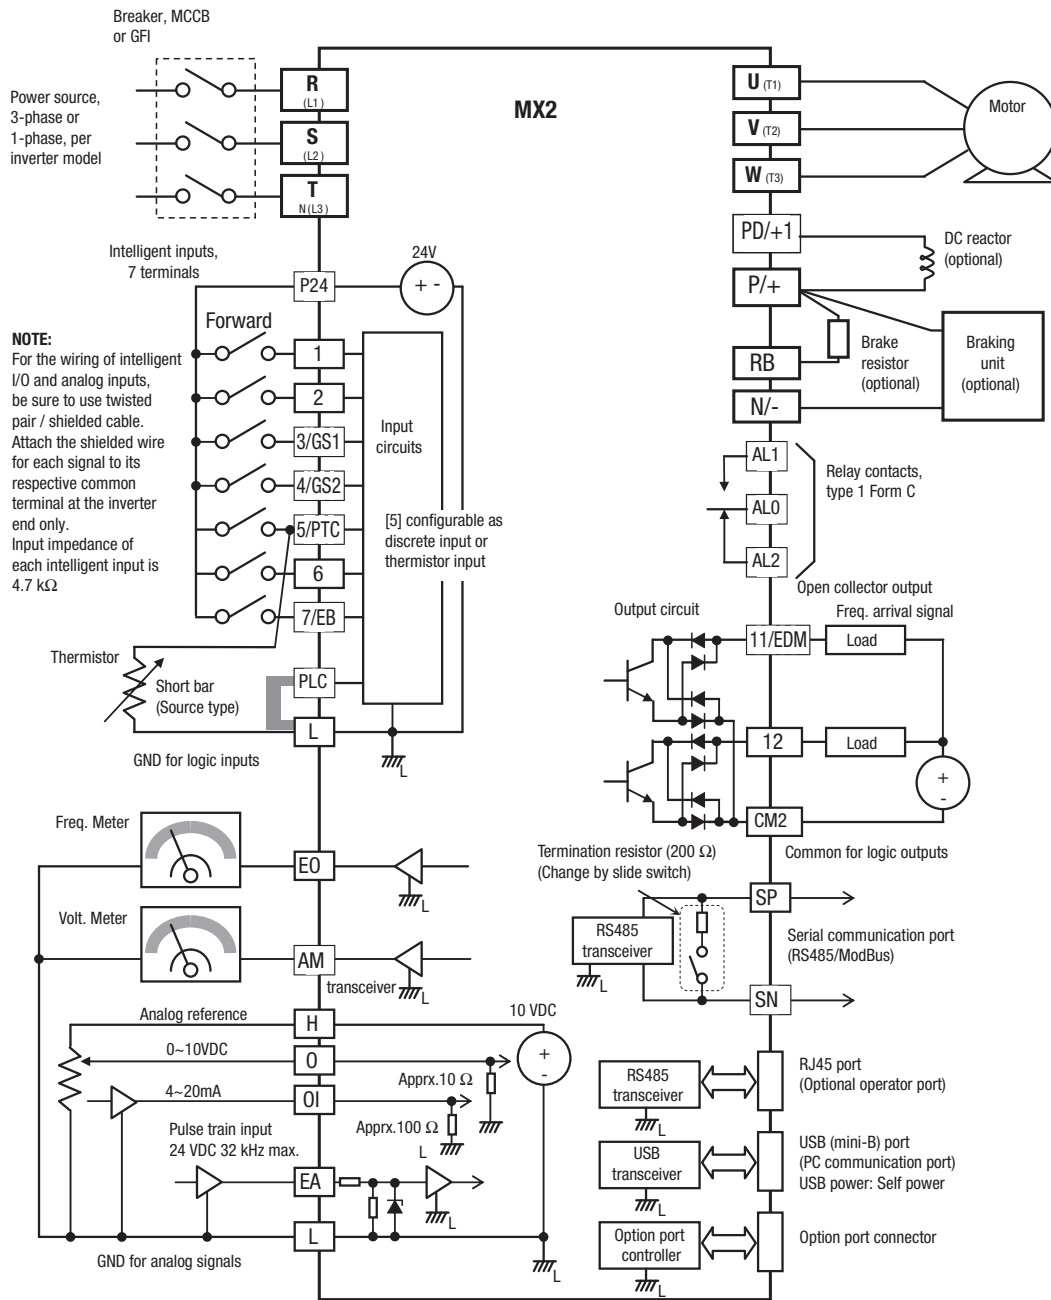 Breaker, MCCB
or GFI
Power source,
3-phase or
1-phase, per
inverter model
R
(L1)
S
(L2)
T
N(L3)
MX2
U (T1)
V (T2)
W (T3)
Motor
PD/+1
P/+
DC reactor
(optional)
RB
Brake
resistor
(optional)
Braking
unit
(optional)
N/-
Intelligent inputs,
7 terminals
24V
+ -
P24
Forward
NOTE:
For the wiring of intelligent
I/O and analog inputs,
be sure to use twisted
pair / shielded cable.
Attach the shielded wire
for each signal to its
respective common
terminal at the inverter
end only.
Input impedance of
each intelligent input is
4.7 kΩ
1
2
3/GS1
4/GS2
5/PTC
6
7/EB
PLC
L
Input
circuits
[5] configurable as
discrete input or
thermistor input
Thermistor
Short bar
(Source type)
GND for logic inputs
L
AL1
AL0
AL2
Relay contacts,
type 1 Form C
Open collector output
Output circuit
Freq. arrival signal
11/EDM
Load
12
Load
+
-
CM2
Common for logic outputs
Termination resistor (200 Ω)
(Change by slide switch)
RS485
transceiver
L
SP
Serial communication port
(RS485/ModBus)
SN
Freq. Meter
EO
L
Volt. Meter
AM
transceiver
L
Analog reference
H
10 VDC
+
-
0~10VDC
O
Apprx.10 Ω
4~20mA
OI
Apprx.100 Ω
L
Pulse train input
24 VDC 32 kHz max.
EA
L
L
GND for analog signals
L
RS485
transceiver
L
RJ45 port
(Optional operator port)
USB
transceiver
L
USB (mini-B) port
(PC communication port)
USB power: Self power
Option port
controller
L
Option port connector